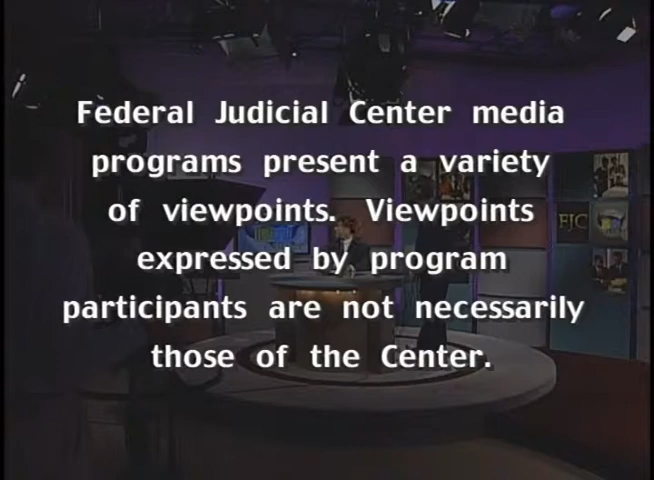 Federal Judicial Center media
programs present a variety
of viewpoints. Viewpoints
expressed by program
participants are not necessarily
those of the Center.
FJC